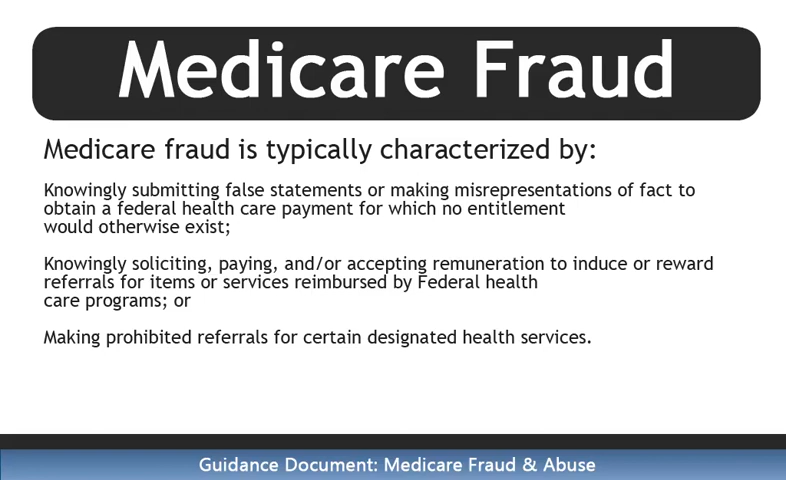 Medicare Fraud
Medicare fraud is typically characterized by:
Knowingly submitting false statements or making misrepresentations of fact to
obtain a federal health care payment for which no entitlement
would otherwise exist;
Knowingly soliciting, paying, and/or accepting remuneration to induce or reward
referrals for items or services reimbursed by Federal health
care programs; or
Making prohibited referrals for certain designated health services.
Guidance Document: Medicare Fraud & Abuse